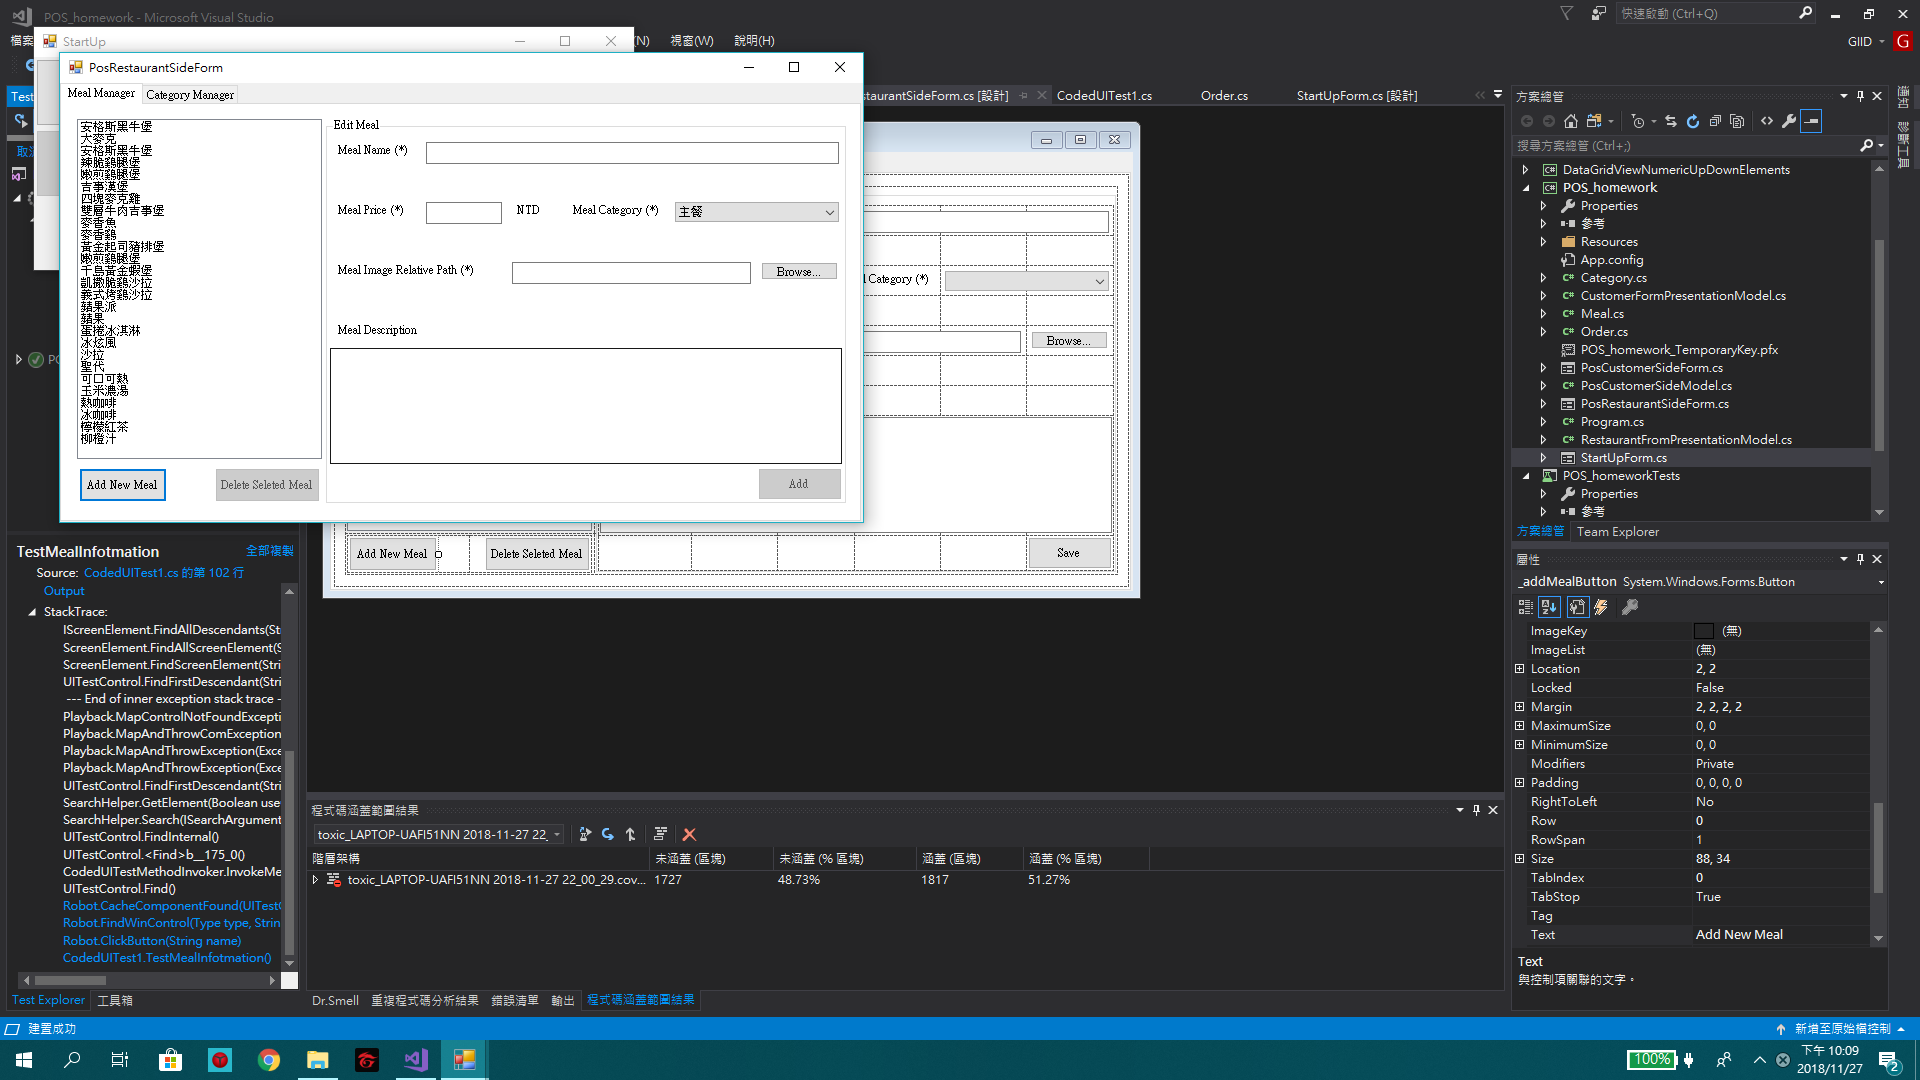 POS_homework - Microsoft Visual Studio
快速啟動 (Ctrl+Q)
檔案
StartUp
(N)
視窗(W)
說明(H)
GIID
G
PosRestaurantSideForm
Meal Manager
Category Manager
安格斯黑牛堡
大麥克
安格斯黑牛堡
辣脆雞腿堡
嫩煎雞腿堡
吉事漢堡
四塊麥克雞
雙層牛肉吉事堡
麥香魚
麥香雞
黃金起司豬排堡
嫩煎雞腿堡
千島黃金蝦堡
凱撒脆雞沙拉
義式烤雞沙拉
蘋果派
蘋果
蛋捲冰淇淋
冰炫風
沙拉
聖代
可口可熱
玉米濃湯
熱咖啡
冰咖啡
檸檬紅茶
柳橙汁
Add New Meal
Delete Seleted Meal
Edit Meal
Meal Name (*)
Meal Price (*)
NTD
Meal Category (*)
主餐
Meal Image Relative Path (*)
Browse...
Meal Description
Add
Test
取消
PO
staurantSideForm.cs [設計]
CodedUITest1.cs
Order.cs
StartUpForm.cs [設計]
l Category (*)
Browse...
Add New Meal
Delete Seleted Meal
Save
方案總管
搜尋方案總管 (Ctrl+;)
DataGridViewNumericUpDownElements
POS_homework
Properties
參考
Resources
App.config
Category.cs
CustomerFormPresentationModel.cs
Meal.cs
Order.cs
POS_homework_TemporaryKey.pfx
PosCustomerSideForm.cs
PosCustomerSideModel.cs
PosRestaurantSideForm.cs
Program.cs
RestaurantFromPresentationModel.cs
StartUpForm.cs
POS_homeworkTests
Properties
參考
方案總管
Team Explorer
通知
診斷工具
TestMealInfotmation
全部複製
Source: CodedUITest1.cs 的第 102 行
Output
StackTrace:
IScreenElement.FindAllDescendants(St
ScreenElement.FindAllScreenElement(S
ScreenElement.FindScreenElement(Stri
UITestControl.FindFirstDescendant(Stri
--- End of inner exception stack trace -
Playback.MapControlNotFoundExcepti
Playback.MapAndThrowComException
Playback.MapAndThrowException(Exce
Playback.MapAndThrowException(Exce
UITestControl.FindFirstDescendant(Stri
SearchHelper.GetElement(Boolean use
SearchHelper.Search(ISearchArgument
UITestControl.FindInternal()
UITestControl.<Find>b__175_0()
CodedUITestMethodInvoker.InvokeMe
UITestControl.Find()
Robot.CacheComponentFound(UITestC
Robot.FindWinControl(Type type, Strin
Robot.ClickButton(String name)
CodedUITest1.TestMealInfotmation()
Test Explorer
工具箱
程式碼涵蓋範圍結果
toxic_LAPTOP-UAFI51NN 2018-11-27 22_
階層架構
未涵蓋 (區塊)
未涵蓋 (% 區塊)
涵蓋 (區塊)
涵蓋 (% 區塊)
toxic_LAPTOP-UAFI51NN 2018-11-27 22_00_29.cov...
1727
48.73%
1817
51.27%
Dr.Smell
重複程式碼分析結果
錯誤清單
輸出
程式碼涵蓋範圍結果
屬性
_addMealButton System.Windows.Forms.Button
ImageKey (無)
ImageList (無)
Location 2, 2
Locked False
Margin 2, 2, 2, 2
MaximumSize 0, 0
MinimumSize 0, 0
Modifiers Private
Padding 0, 0, 0, 0
RightToLeft No
Row 0
RowSpan 1
Size 88, 34
TabIndex 0
TabStop True
Tag
Text Add New Meal
Text
與控制項關聯的文字。
建置成功
新增至原始檔控制
100%
下午 10:09
2018/11/27
2